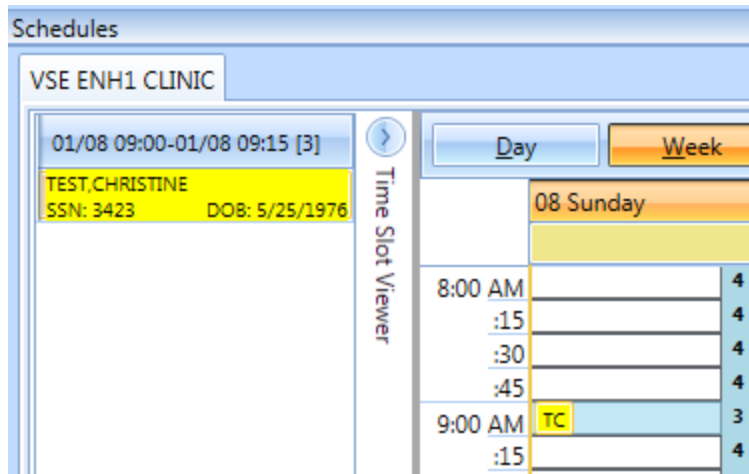 Schedules
VSE ENH1 CLINIC
01/08 09:00-01/08 09:15 [3]
TEST,CHRISTINE
SSN: 3423 DOB: 5/25/1976
Time Slot Viewer
Day Week
08 Sunday
8:00 AM 4
:15 4
:30 4
:45 4
9:00 AM TC 3
:15 4